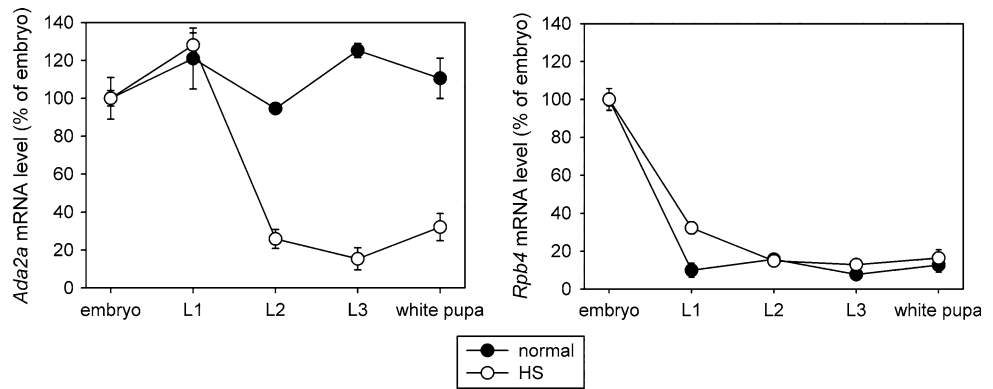 Ada2a mRNA level (% of embryo)
140
120
100
80
60
40
20
0
embryo L1 L2 L3 white pupa
Rpb4 mRNA level (% of embryo)
140
120
100
80
60
40
20
0
embryo L1 L2 L3 white pupa
normal
HS